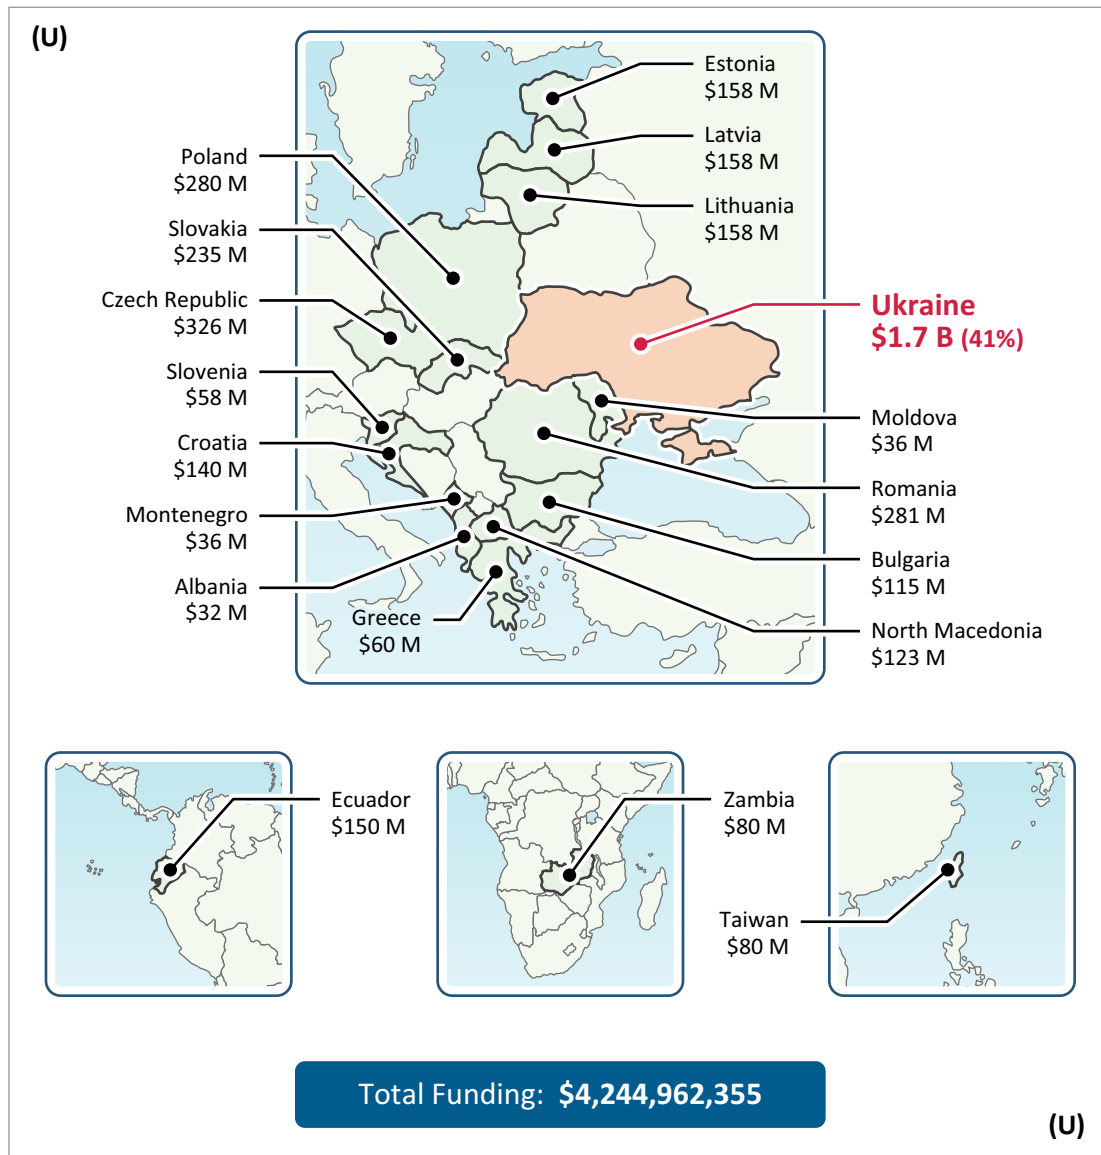 (U)
Estonia
$158 M
Latvia
$158 M
Lithuania
$158 M
Poland
$280 M
Slovakia
$235 M
Czech Republic
$326 M
Slovenia
$58 M
Croatia
$140 M
Montenegro
$36 M
Albania
$32 M
Greece
$60 M
Ukraine
$1.7 B (41%)
Moldova
$36 M
Romania
$281 M
Bulgaria
$115 M
North Macedonia
$123 M
Ecuador
$150 M
Zambia
$80 M
Taiwan
$80 M
Total Funding: $4,244,962,355
(U)